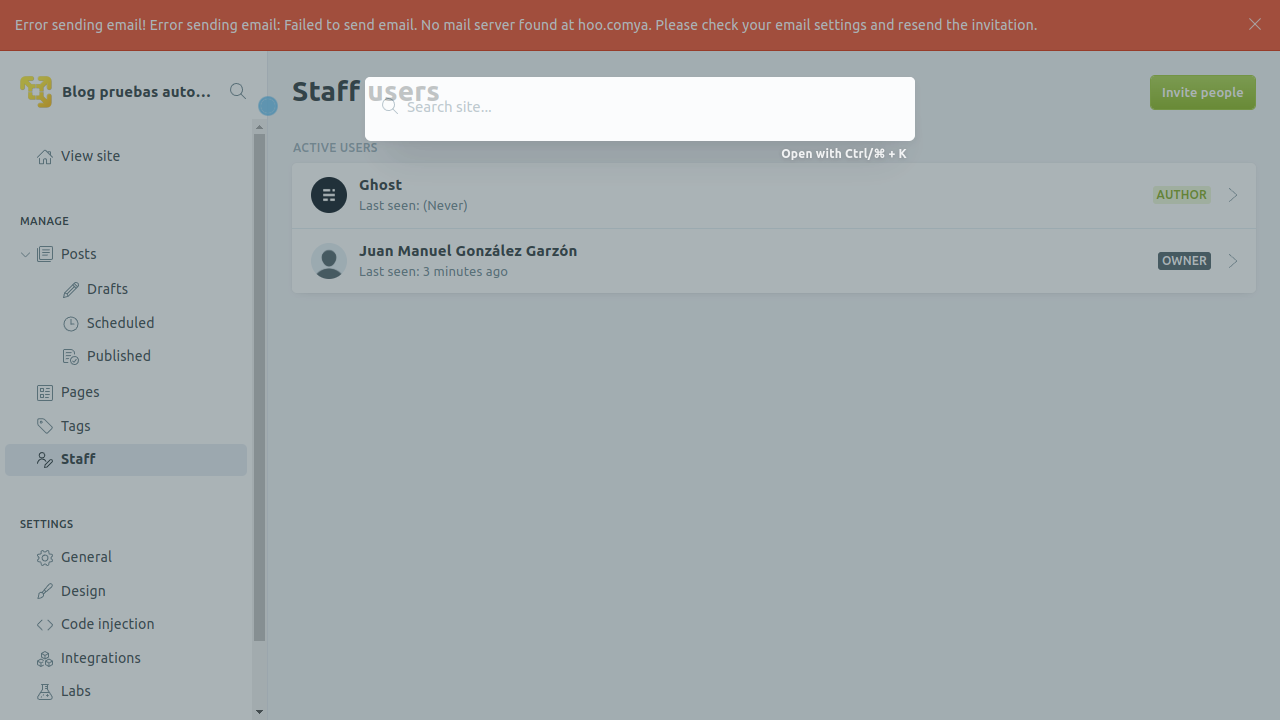 Error sending email! Error sending email: Failed to send email. No mail server found at hoo.comya. Please check your email settings and resend the invitation.
Blog pruebas auto...
Staff users
Invite people
Search site...
Open with Ctrl/⌘ + K
View site
MANAGE
Posts
Drafts
Scheduled
Published
Pages
Tags
Staff
SETTINGS
General
Design
Code injection
Integrations
Labs
ACTIVE USERS
Ghost
Last seen: (Never)
AUTHOR
Juan Manuel González Garzón
Last seen: 3 minutes ago
OWNER